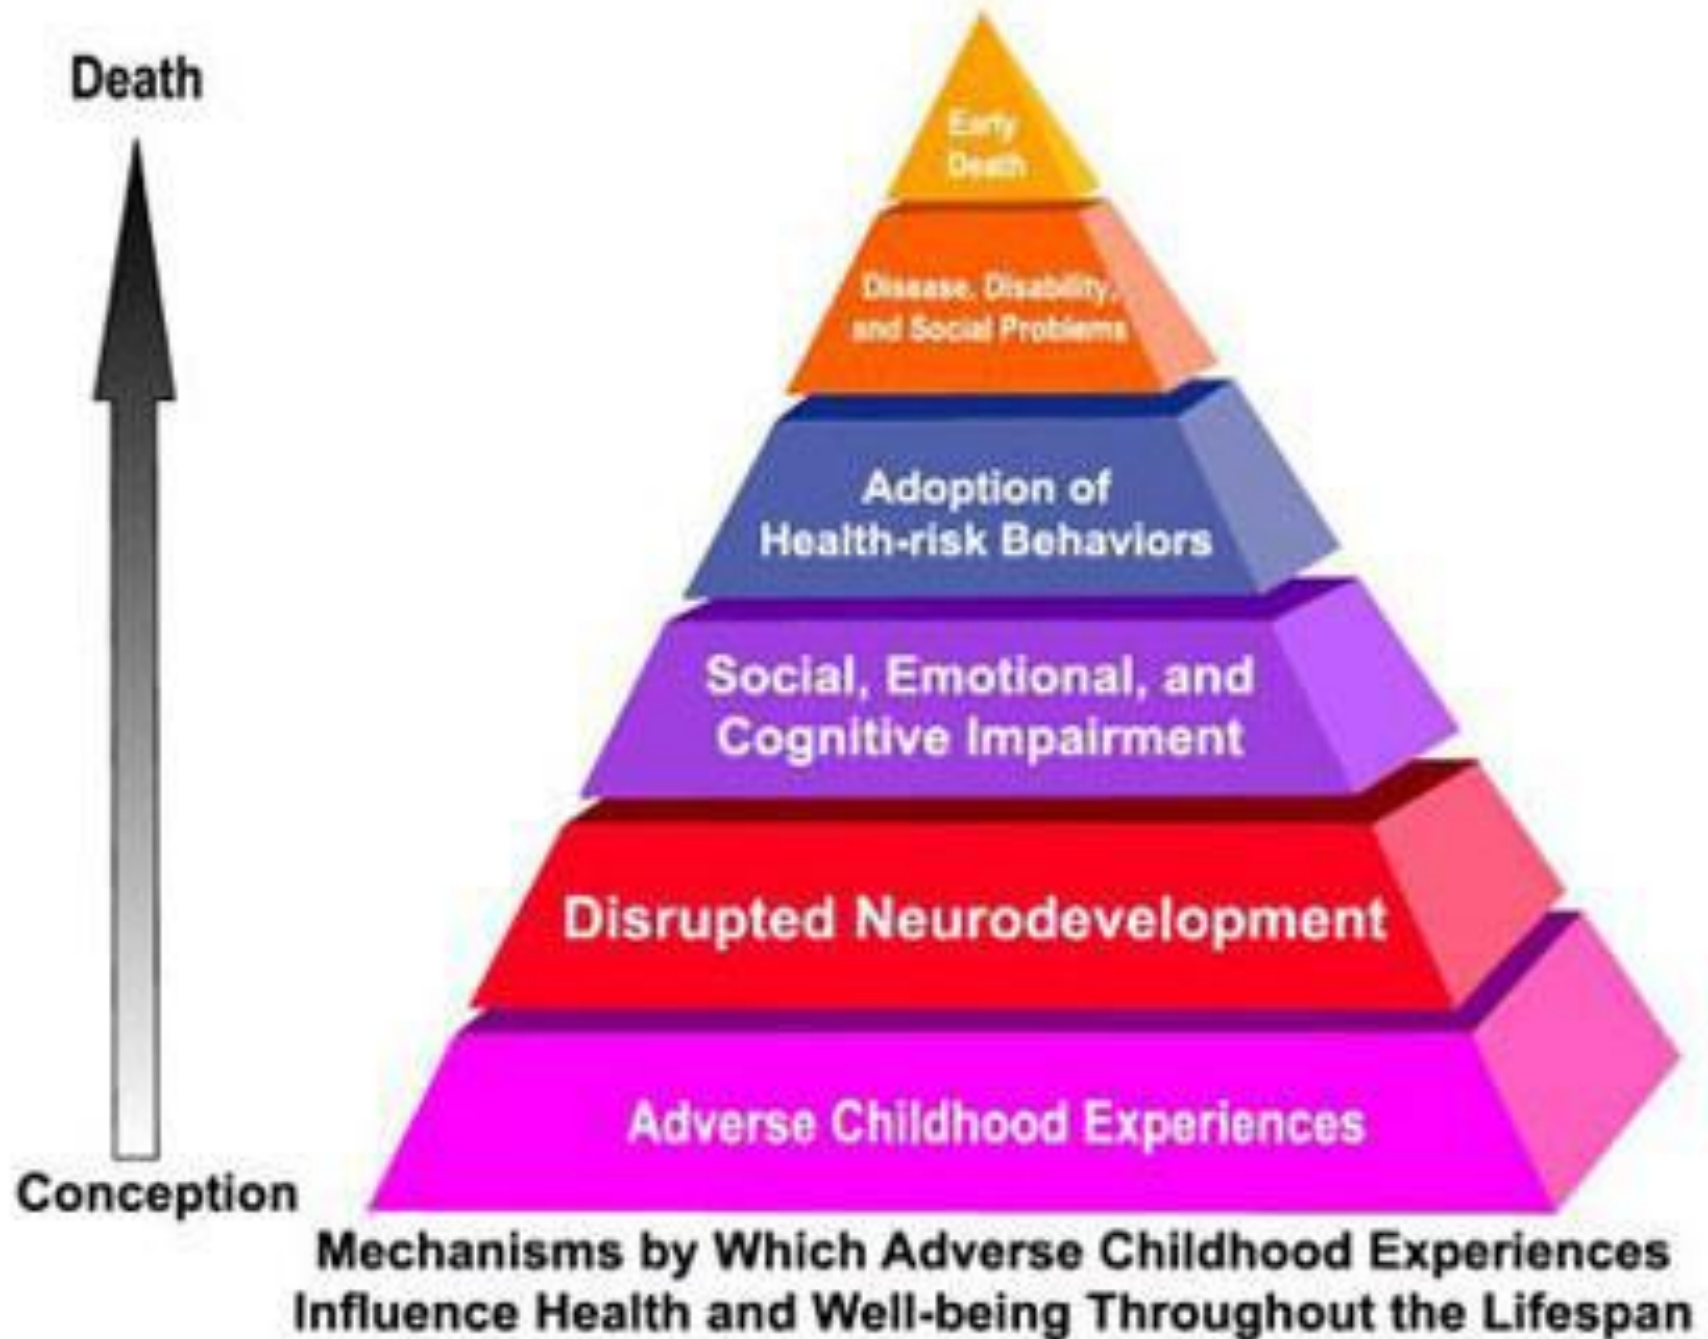 Death
Early
Death
Disease, Disability,
and Social Problems
Adoption of
Health-risk Behaviors
Social, Emotional, and
Cognitive Impairment
Disrupted Neurodevelopment
Adverse Childhood Experiences
Conception
Mechanisms by Which Adverse Childhood Experiences
Influence Health and Well-being Throughout the Lifespan